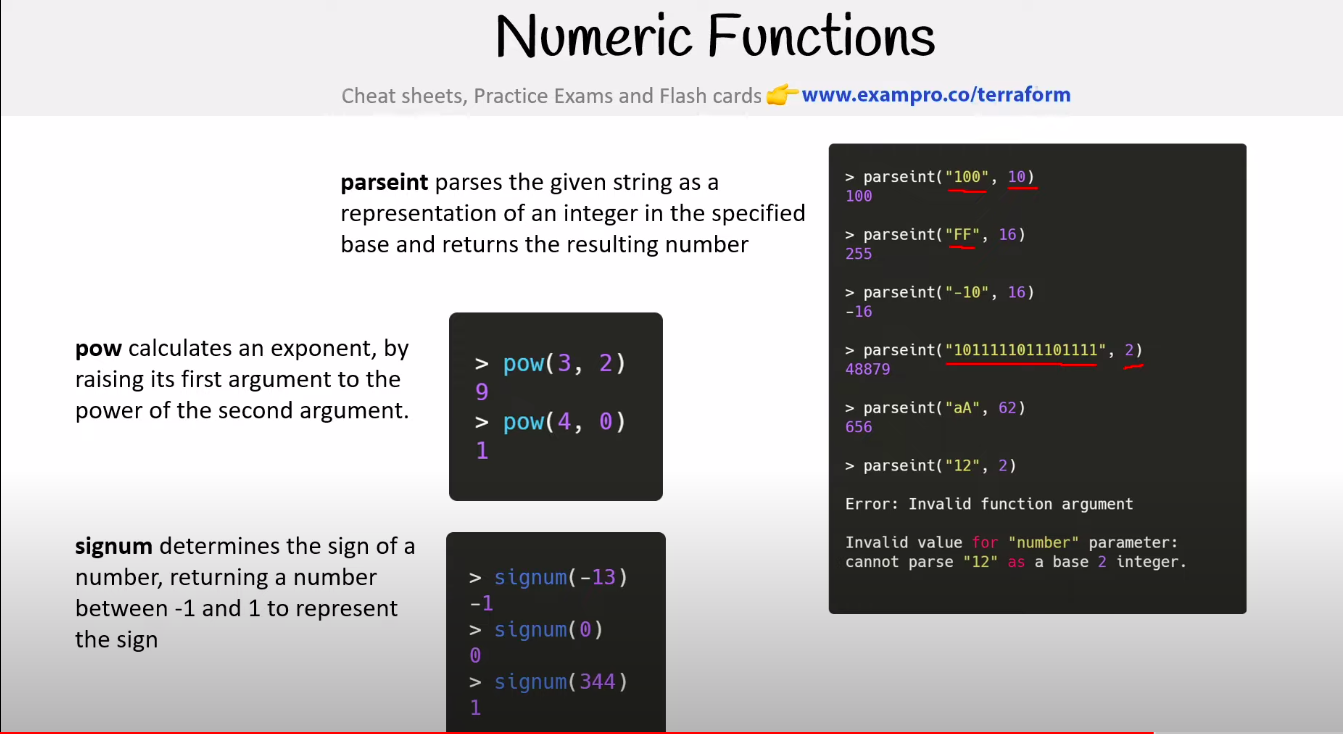 Numeric Functions
Cheat sheets, Practice Exams and Flash cards 👉 www.exampro.co/terraform
parseint parses the given string as a
representation of an integer in the specified
base and returns the resulting number
pow calculates an exponent, by
raising its first argument to the
power of the second argument.
> pow(3, 2)
9
> pow(4, 0)
1
signum determines the sign of a
number, returning a number
between -1 and 1 to represent
the sign
> signum(-13)
-1
> signum(0)
0
> signum(344)
1
> parseint("100", 10)
100
> parseint("FF", 16)
255
> parseint("-10", 16)
-16
> parseint("1011111011101111", 2)
48879
> parseint("aA", 62)
656
> parseint("12", 2)
Error: Invalid function argument
Invalid value for "number" parameter:
cannot parse "12" as a base 2 integer.